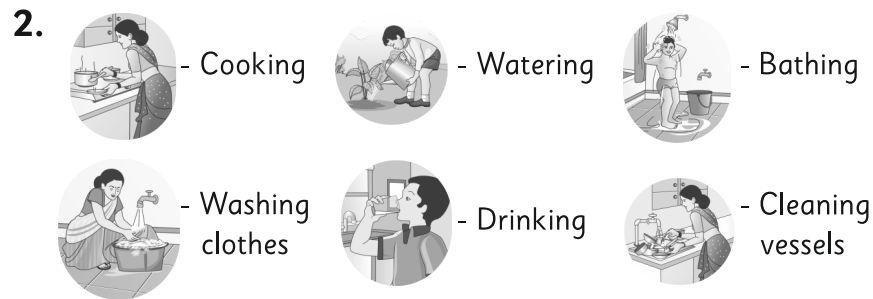 2.
- Cooking
- Watering
- Bathing
- Washing
clothes
- Drinking
- Cleaning
vessels